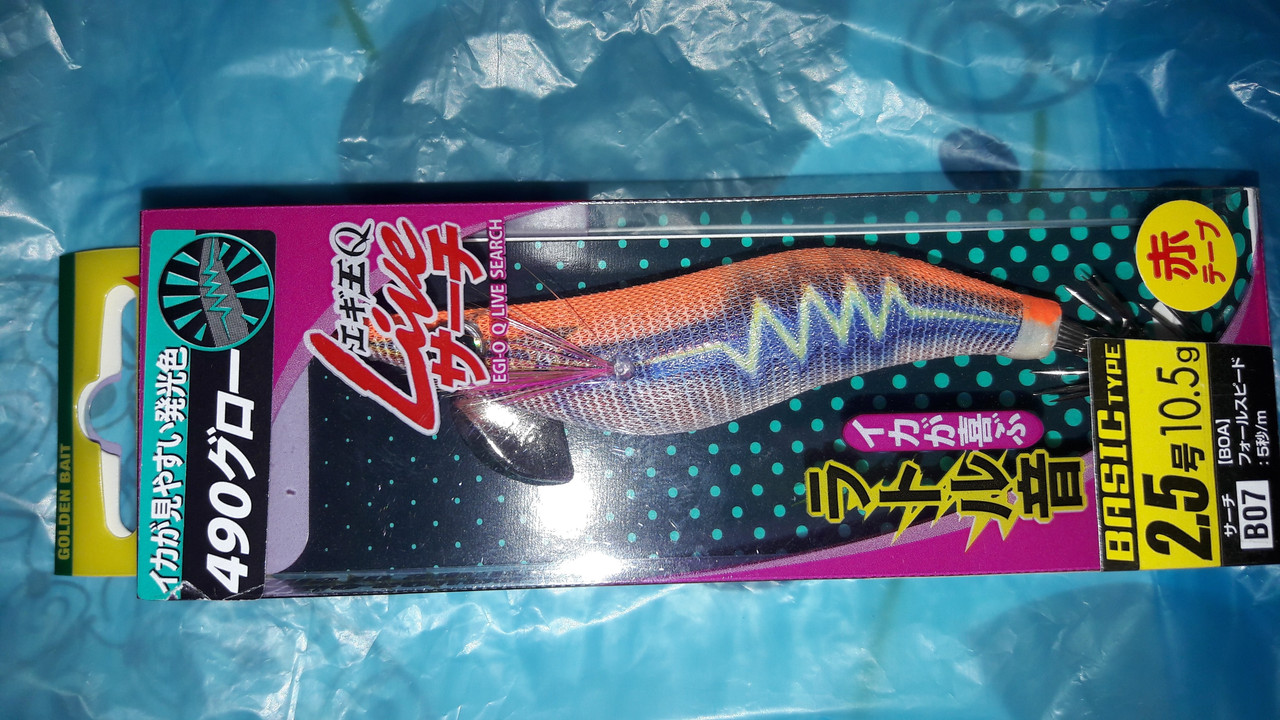 GOLDEN BAIT
イカが見やすい発光色
490グロー
エギ王Q
Live
サーチ
EGI-O Q LIVE SEARCH
赤
テープ
イカが喜ぶ
ラトル音
BASIC TYPE
2.5号 10.5g
[BOA]
フォールスピード
:5秒/m
サーチ
B07